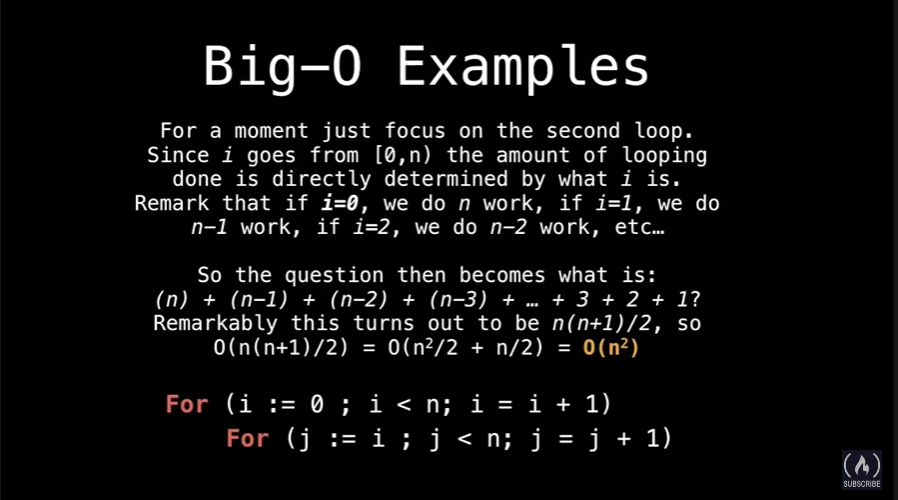 Big-O Examples
For a moment just focus on the second loop.
Since i goes from [0,n) the amount of looping
done is directly determined by what i is.
Remark that if i=0, we do n work, if i=1, we do
n-1 work, if i=2, we do n-2 work, etc…
So the question then becomes what is:
(n) + (n-1) + (n-2) + (n-3) + … + 3 + 2 + 1?
Remarkably this turns out to be n(n+1)/2, so
O(n(n+1)/2) = O(n²/2 + n/2) = O(n²)
For (i := 0 ; i < n; i = i + 1)
For (j := i ; j < n; j = j + 1)
SUBSCRIBE